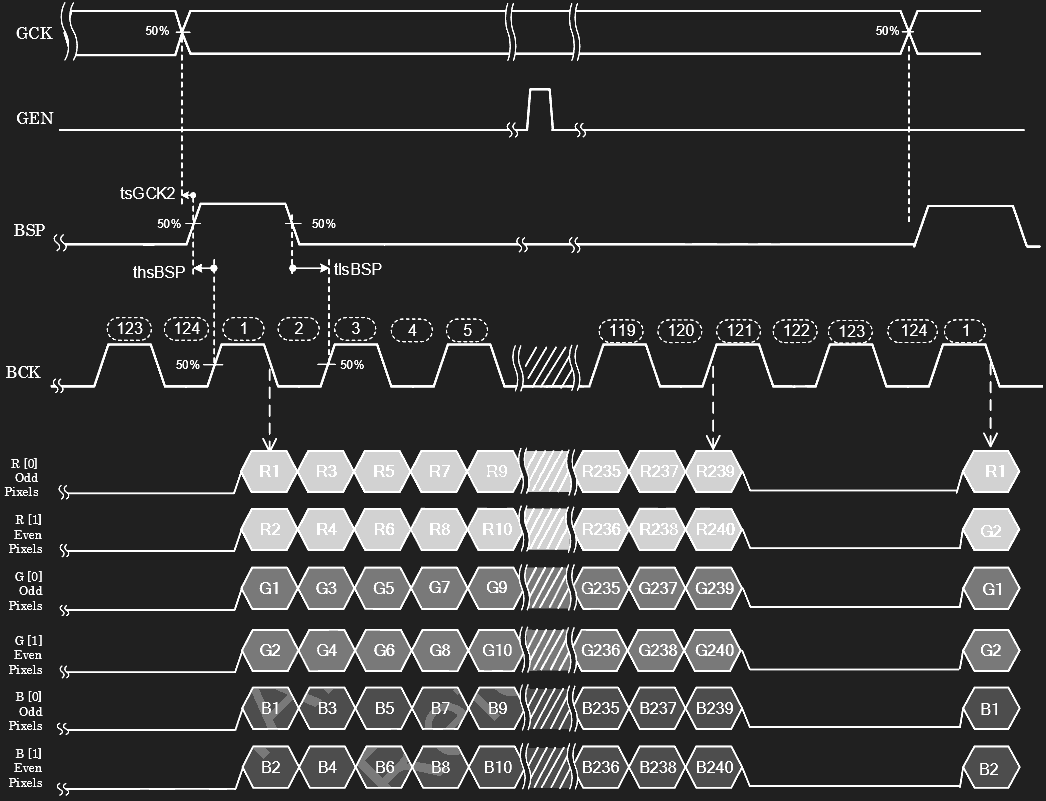 GCK
50%
50%
GEN
tsGCK2
BSP
50%
50%
thsBSP
tlsBSP
123 124 1 2 3 4 5 119 120 121 122 123 124 1
BCK
50%
50%
R [0]
Odd
Pixels
R1 R3 R5 R7 R9 R235 R237 R239 R1
R [1]
Even
Pixels
R2 R4 R6 R8 R10 R236 R238 R240 G2
G [0]
Odd
Pixels
G1 G3 G5 G7 G9 G235 G237 G239 G1
G [1]
Even
Pixels
G2 G4 G6 G8 G10 G236 G238 G240 G2
B [0]
Odd
Pixels
B1 B3 B5 B7 B9 B235 B237 B239 B1
B [1]
Even
Pixels
B2 B4 B6 B8 B10 B236 B238 B240 B2